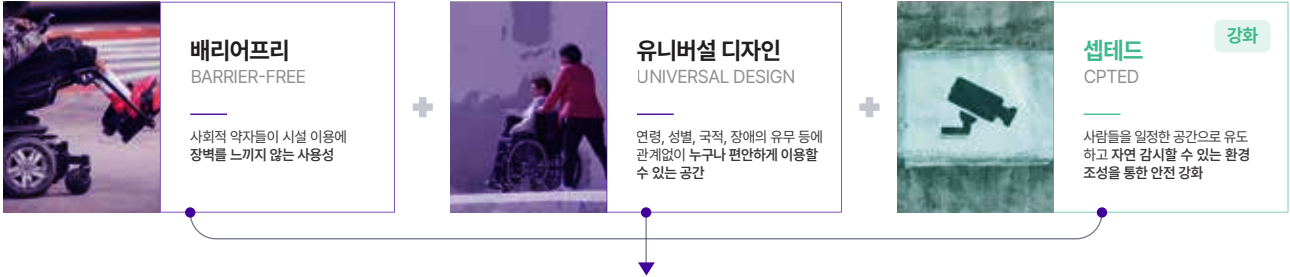 배리어프리
BARRIER-FREE
사회적 약자들이 시설 이용에
장벽를 느끼지 않는 사용성
유니버설 디자인
UNIVERSAL DESIGN
연령, 성별, 국적, 장애의 유무 등에
관계없이 누구나 편안하게 이용할
수 있는 공간
강화
셉테드
CPTED
사람들을 일정한 공간으로 유도
하고 자연 감시할 수 있는 환경
조성을 통한 안전 강화